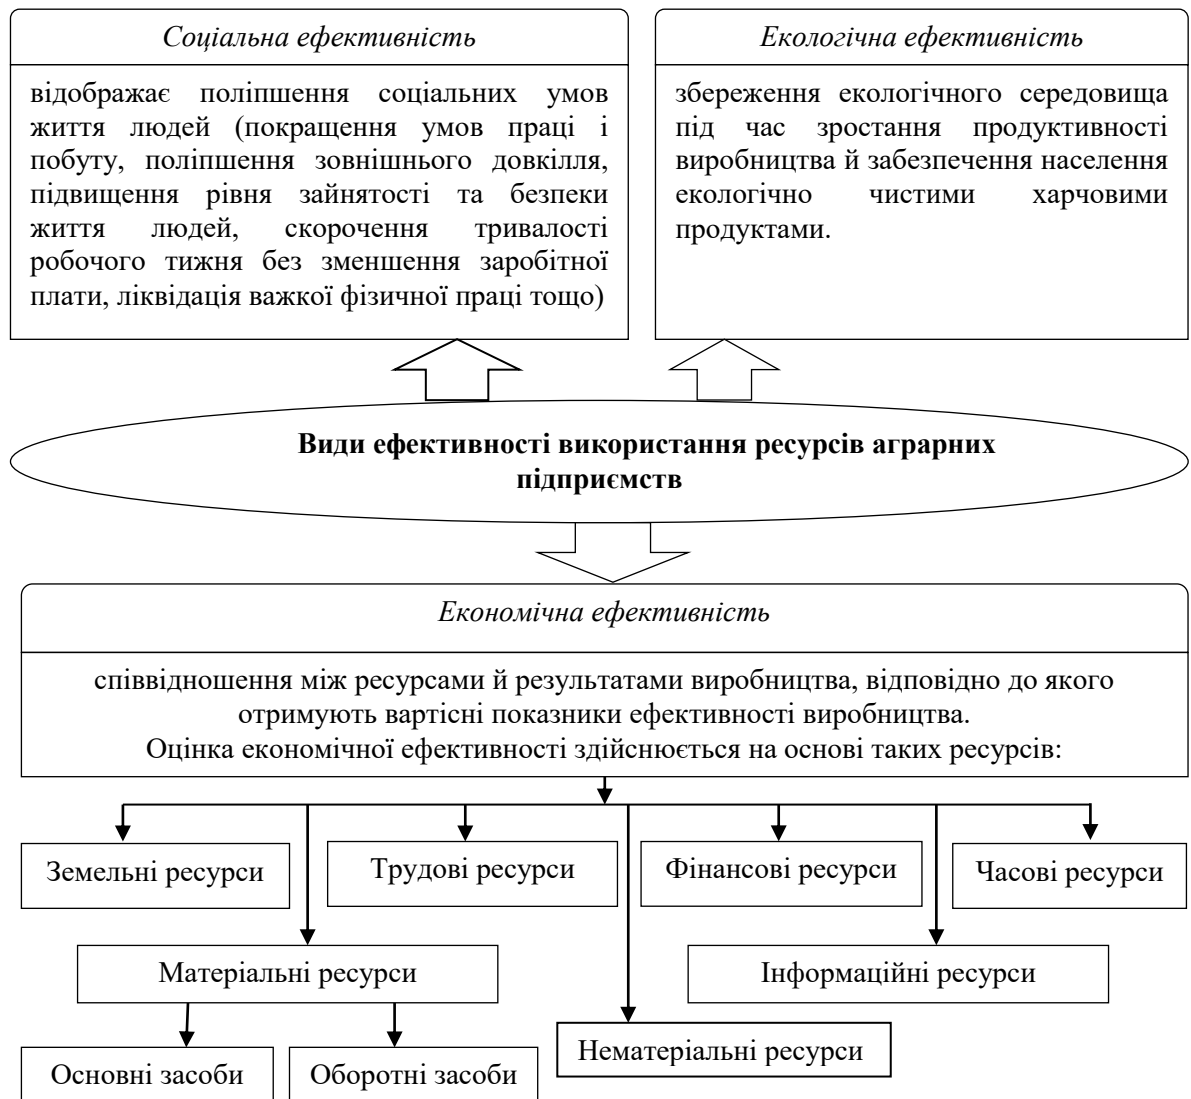 Соціальна ефективність
відображає поліпшення соціальних умов
життя людей (покращення умов праці і
побуту, поліпшення зовнішнього довкілля,
підвищення рівня зайнятості та безпеки
життя людей, скорочення тривалості
робочого тижня без зменшення заробітної
плати, ліквідація важкої фізичної праці тощо)
Екологічна ефективність
збереження екологічного середовища
під час зростання продуктивності
виробництва й забезпечення населення
екологічно чистими харчовими
продуктами.
Види ефективності використання ресурсів аграрних
підприємств
Економічна ефективність
співвідношення між ресурсами й результатами виробництва, відповідно до якого
отримують вартісні показники ефективності виробництва.
Оцінка економічної ефективності здійснюється на основі таких ресурсів:
Земельні ресурси
Трудові ресурси
Фінансові ресурси
Часові ресурси
Матеріальні ресурси
Інформаційні ресурси
Нематеріальні ресурси
Основні засоби
Оборотні засоби